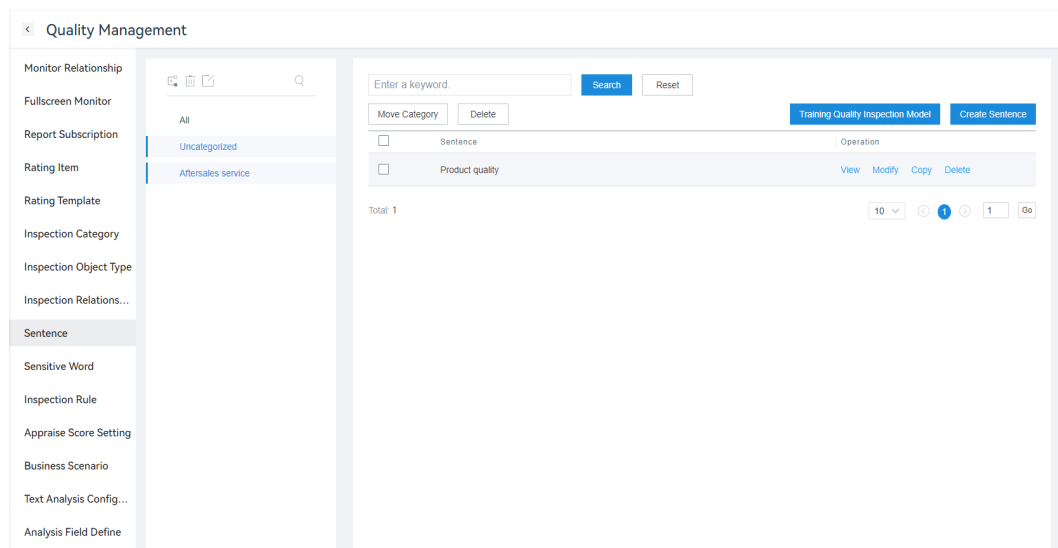 Quality Management
Monitor Relationship
Fullscreen Monitor
Report Subscription
Rating Item
Rating Template
Inspection Category
Inspection Object Type
Inspection Relations...
Sentence
Sensitive Word
Inspection Rule
Appraise Score Setting
Business Scenario
Text Analysis Config...
Analysis Field Define
All
Uncategorized
Aftersales service
Enter a keyword.
Search
Reset
Move Category
Delete
Training Quality Inspection Model
Create Sentence
Sentence
Operation
Product quality
View Modify Copy Delete
Total: 1
10
1
1
Go